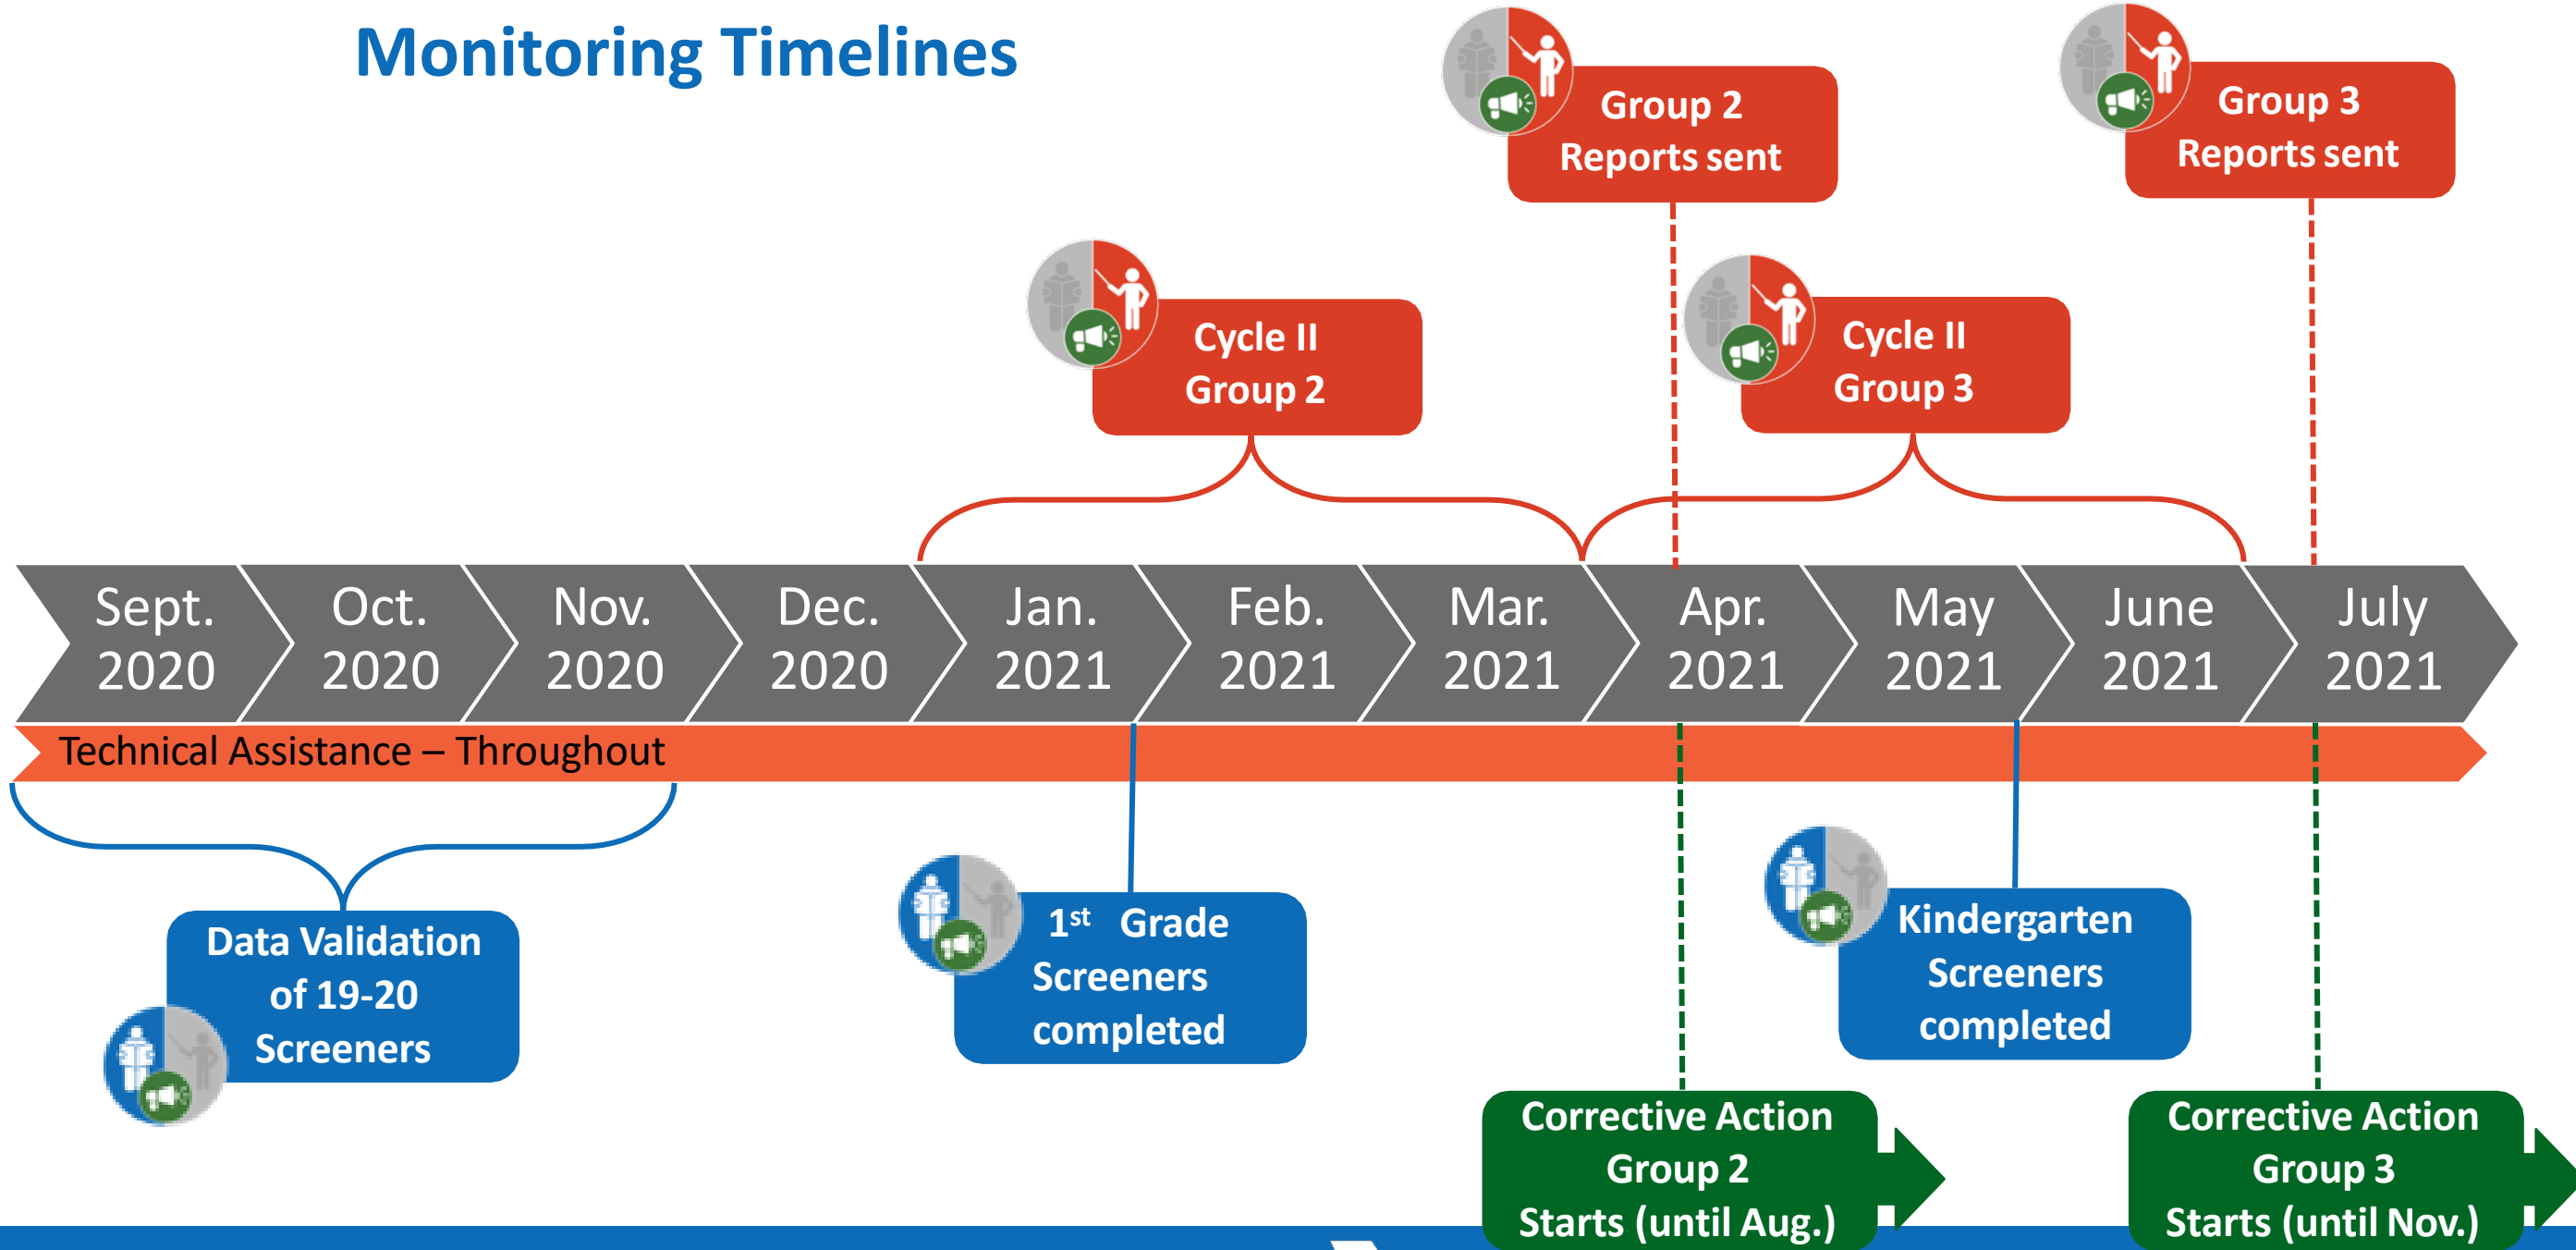 Monitoring Timelines
Group 2
Reports sent
Group 3
Reports sent
Cycle II
Group 2
Cycle II
Group 3
Sept.
2020
Oct.
2020
Nov.
2020
Dec.
2020
Jan.
2021
Feb.
2021
Mar.
2021
Apr.
2021
May
2021
June
2021
July
2021
Technical Assistance – Throughout
Data Validation
of 19-20
Screeners
1st Grade
Screeners
completed
Kindergarten
Screeners
completed
Corrective Action
Group 2
Starts (until Aug.)
Corrective Action
Group 3
Starts (until Nov.)